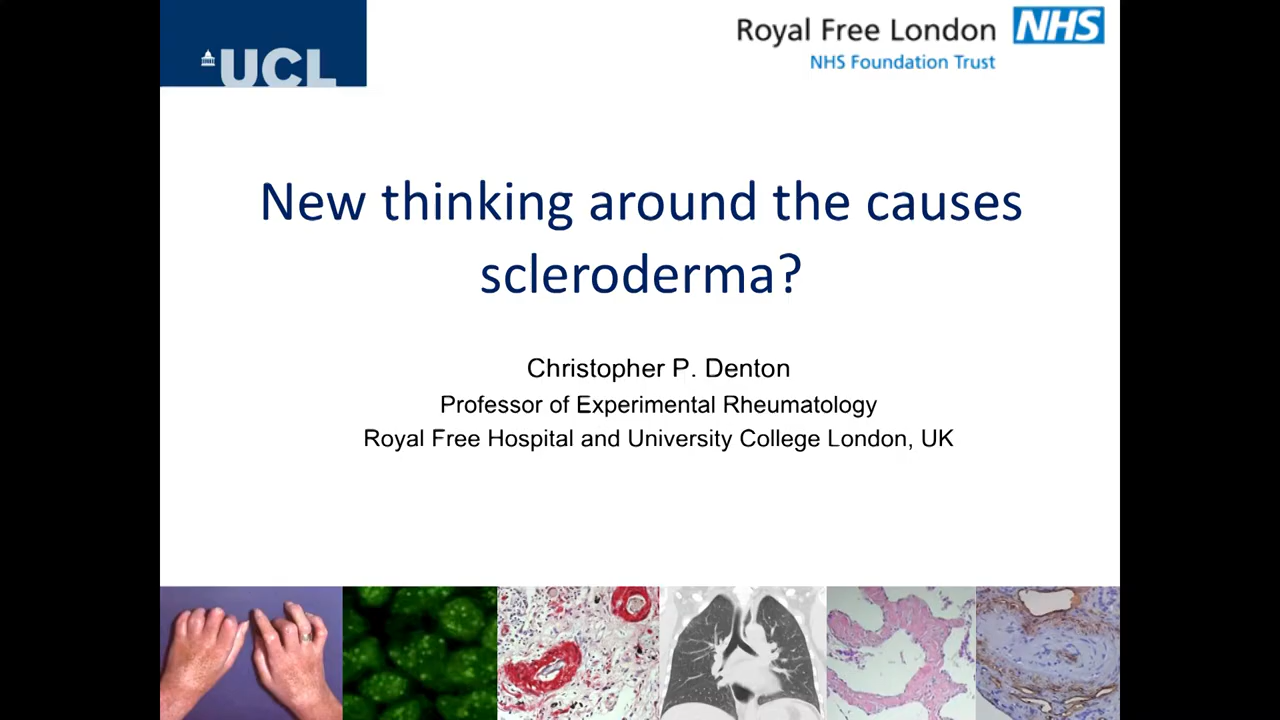 UCL
Royal Free London NHS
NHS Foundation Trust
New thinking around the causes
scleroderma?
Christopher P. Denton
Professor of Experimental Rheumatology
Royal Free Hospital and University College London, UK